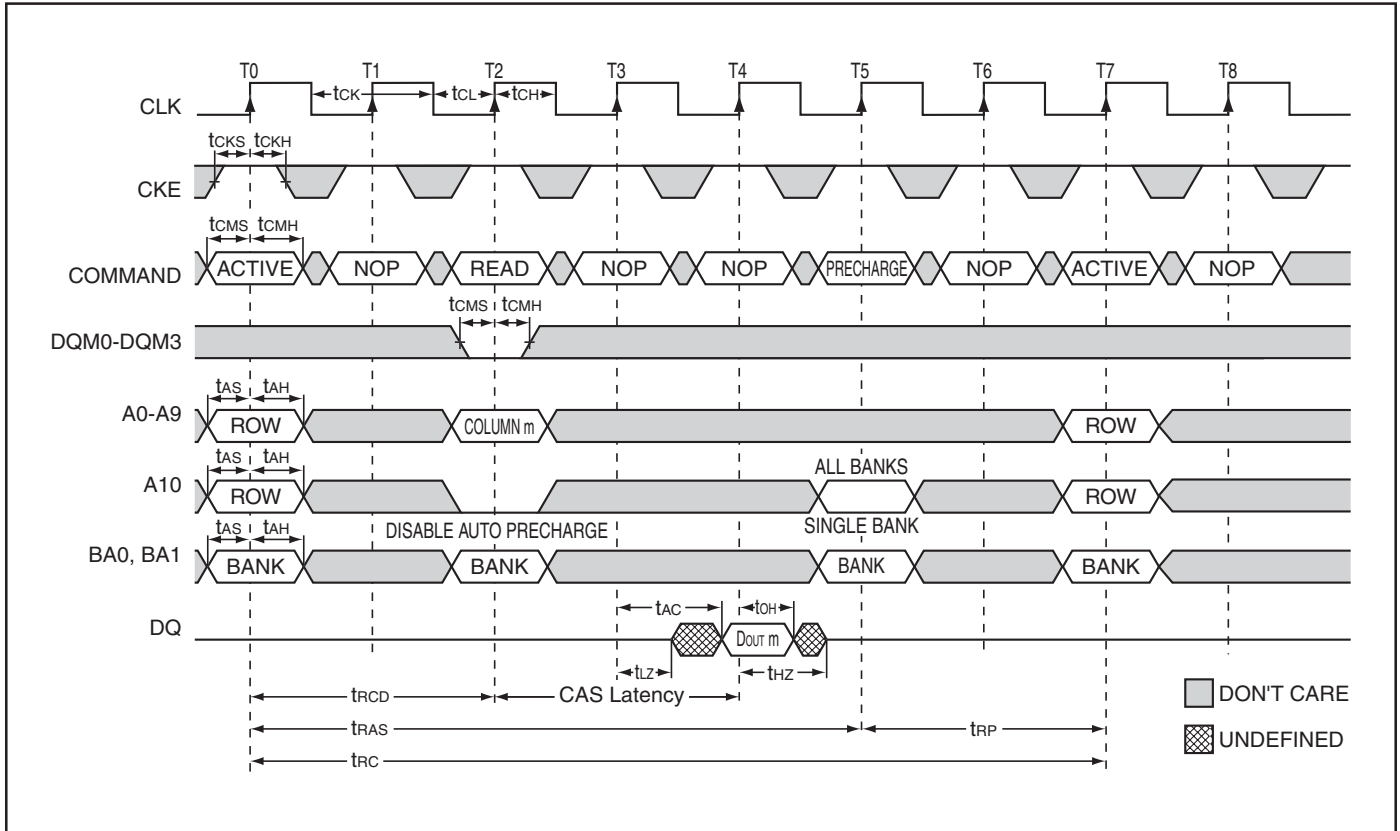 T0 T1 T2 T3 T4 T5 T6 T7 T8
CLK tCK tCL tCH
tCKS tCKH
CKE
tCMS tCMH
COMMAND ACTIVE NOP READ NOP NOP PRECHARGE NOP ACTIVE NOP
tCMS tCMH
DQM0-DQM3
tAS tAH
A0-A9 ROW COLUMN m ROW
tAS tAH ALL BANKS
A10 ROW ROW
tAS tAH DISABLE AUTO PRECHARGE SINGLE BANK
BA0, BA1 BANK BANK BANK BANK
tAC tOH
DQ DOUT m
tLZ tHZ
tRCD CAS Latency DON'T CARE
tRAS tRP
UNDEFINED
tRC